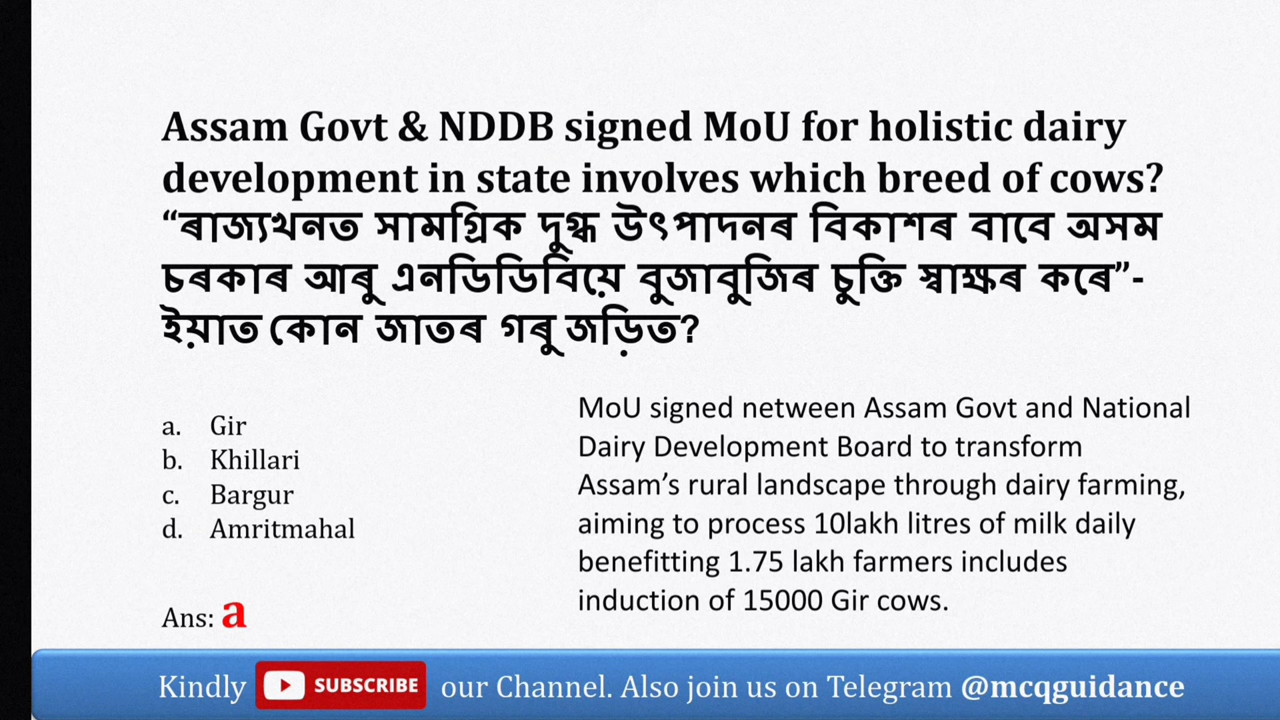 Assam Govt & NDDB signed MoU for holistic dairy
development in state involves which breed of cows?
“ৰাজ্যখনত সামগ্ৰিক দুগ্ধ উৎপাদনৰ বিকাশৰ বাবে অসম
চৰকাৰ আৰু এনডিডিবিয়ে বুজাবুজিৰ চুক্তি স্বাক্ষৰ কৰে”-
ইয়াত কোন জাতৰ গৰু জড়িত?
a. Gir
b. Khillari
c. Bargur
d. Amritmahal
Ans: a
MoU signed netween Assam Govt and National
Dairy Development Board to transform
Assam’s rural landscape through dairy farming,
aiming to process 10lakh litres of milk daily
benefitting 1.75 lakh farmers includes
induction of 15000 Gir cows.
Kindly SUBSCRIBE our Channel. Also join us on Telegram @mcqguidance